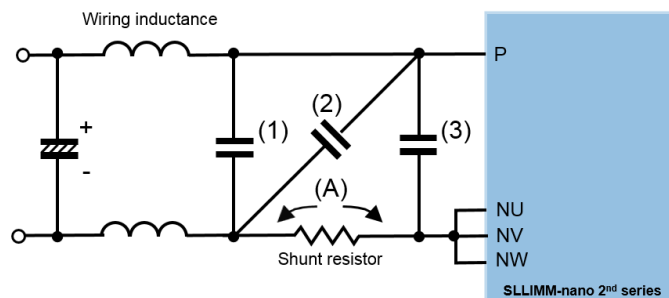 Wiring inductance
P
(2)
+
(1)
(3)
-
(A)
NU
NV
Shunt resistor
NW
SLLIMM-nano 2nd series